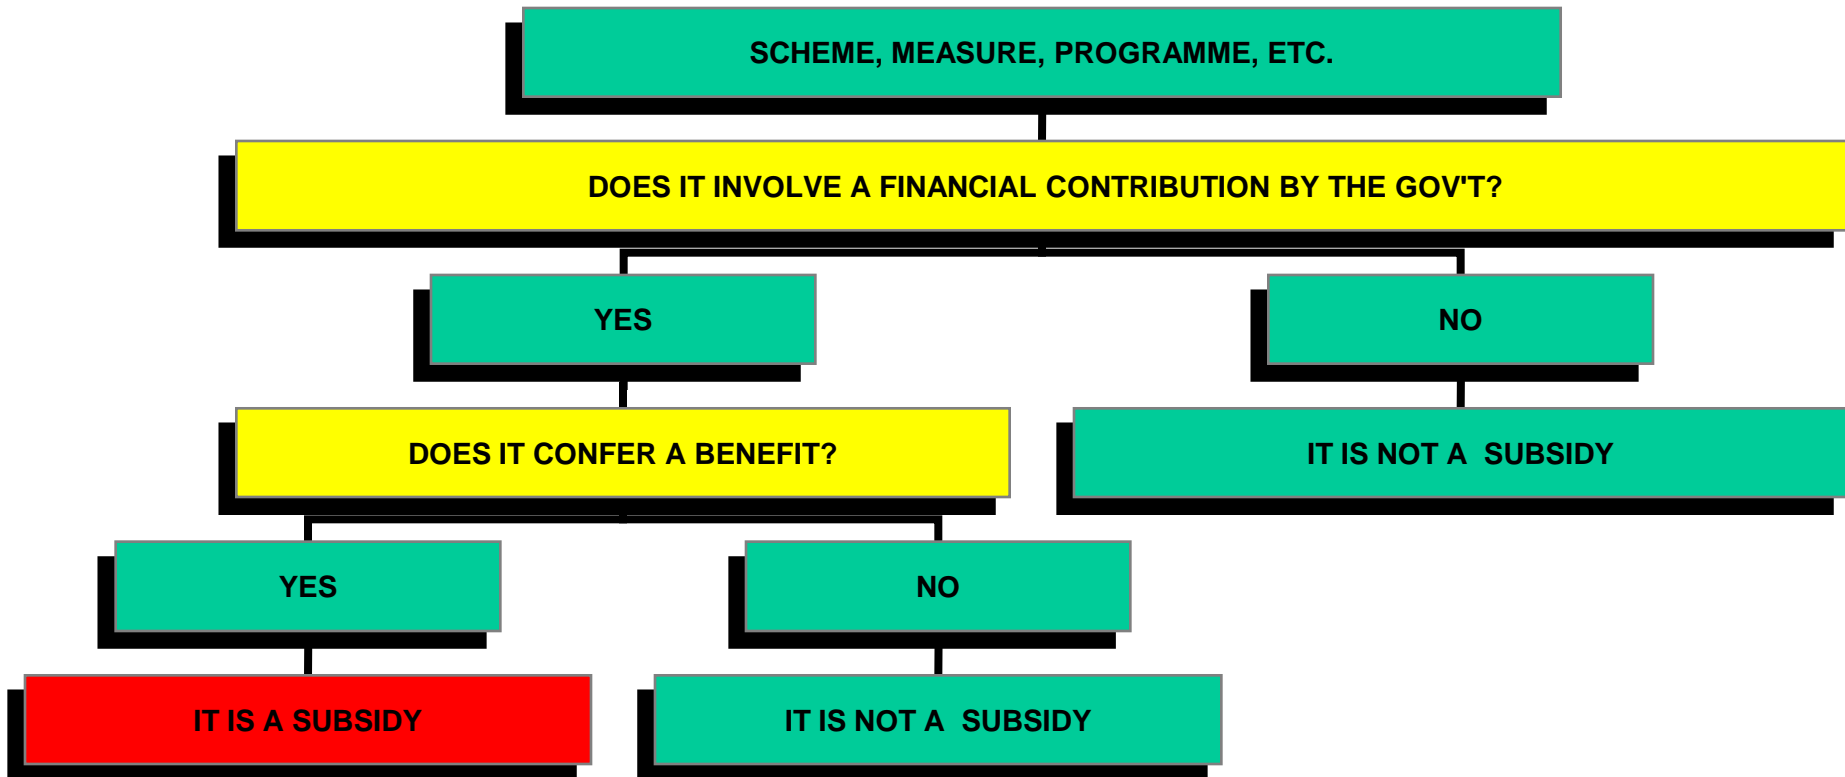 SCHEME, MEASURE, PROGRAMME, ETC.
DOES IT INVOLVE A FINANCIAL CONTRIBUTION BY THE GOV'T?
YES
NO
DOES IT CONFER A BENEFIT?
IT IS NOT A  SUBSIDY
YES
NO
IT IS A SUBSIDY
IT IS NOT A  SUBSIDY